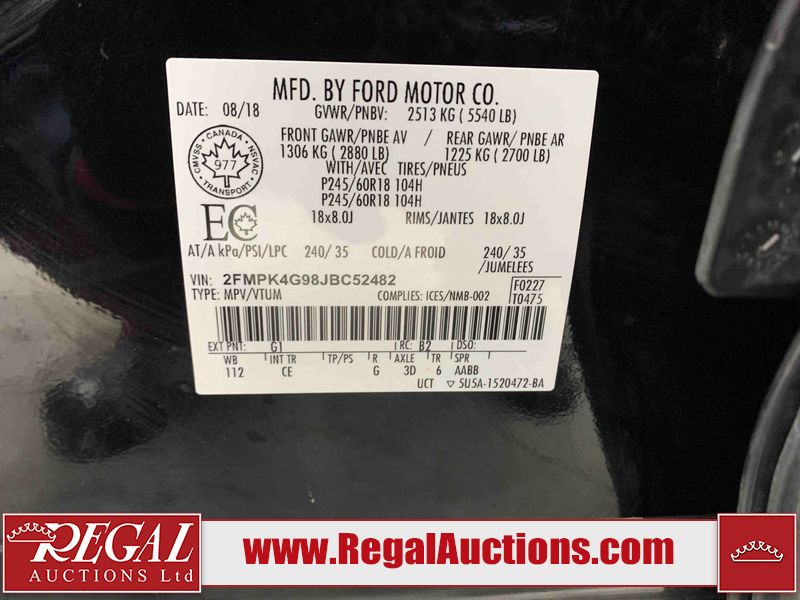 MFD. BY FORD MOTOR CO.
DATE: 08/18 GVWR/PNBV: 2513 KG ( 5540 LB)
FRONT GAWR/PNBE AV / REAR GAWR/ PNBE AR
1306 KG ( 2880 LB) 1225 KG ( 2700 LB)
WITH/AVEC TIRES/PNEUS
P245/60R18 104H
P245/60R18 104H
18x8.0J RIMS/JANTES 18x8.0J
CMVSS CANADA NSVAC
977
TRANSPORT
EC
AT/A kPa/PSI/LPC 240/ 35 COLD/A FROID 240/ 35
/JUMELEES
VIN: 2FMPK4G98JBC52482 F0227
TYPE: MPV/VTUM COMPLIES: ICES/NMB-002 T0475
EXT PNT: G1 RC: B2 DSO:
WB INT TR TP/PS R AXLE TR SPR
112 CE G 3D 6 AABB
UCT ▽ 5U5A-1520472-BA
REGAL
AUCTIONS Ltd
www.RegalAuctions.com